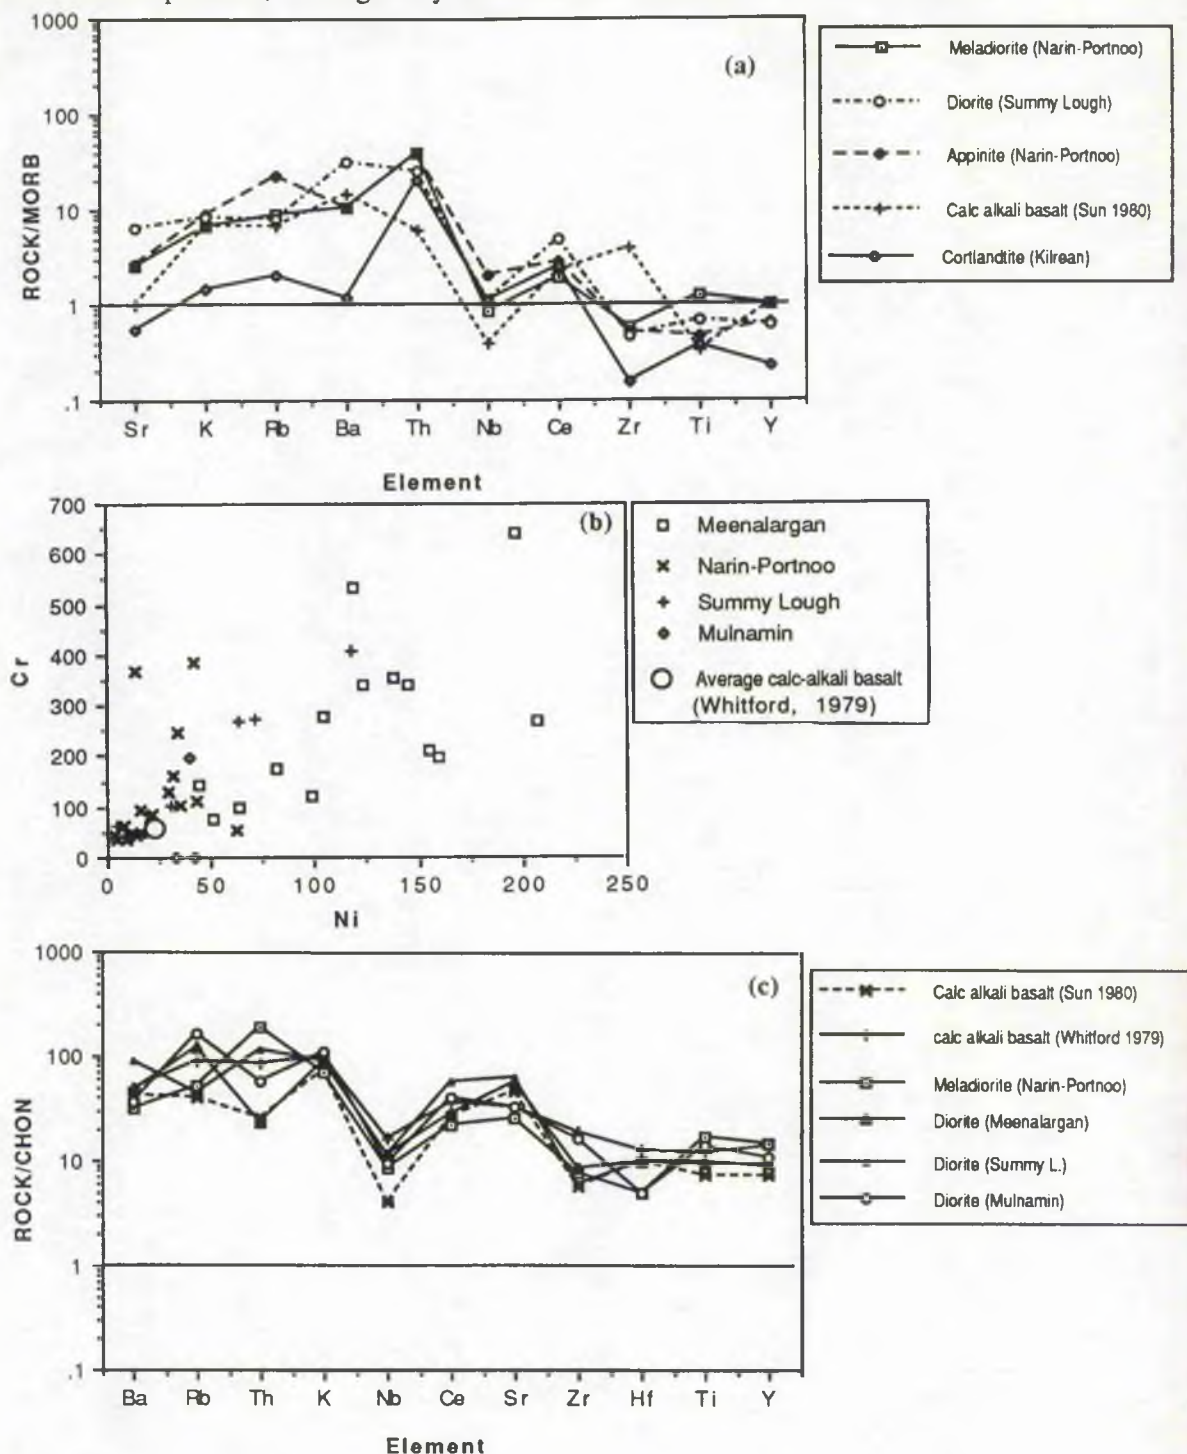 1000
100
10
1
.1
ROCK/MORB
Sr K Rb Ba Th Nb Ce Zr Ti Y
Element
(a)
Meladiorite (Narin-Portnoo)
Diorite (Summy Lough)
Appinite (Narin-Portnoo)
Calc alkali basalt (Sun 1980)
Cortlandtite (Kilrean)
700
600
500
400
300
200
100
0
Cr
0 50 100 150 200 250
Ni
(b)
Meenalargan
Narin-Portnoo
Summy Lough
Mulnamin
Average calc-alkali basalt
(Whitford, 1979)
1000
100
10
1
.1
ROCK/CHON
Ba Rb Th K Nb Ce Sr Zr Hf Ti Y
Element
(c)
Calc alkali basalt (Sun 1980)
calc alkali basalt (Whitford 1979)
Meladiorite (Narin-Portnoo)
Diorite (Meenalargan)
Diorite (Summy L.)
Diorite (Mulnamin)